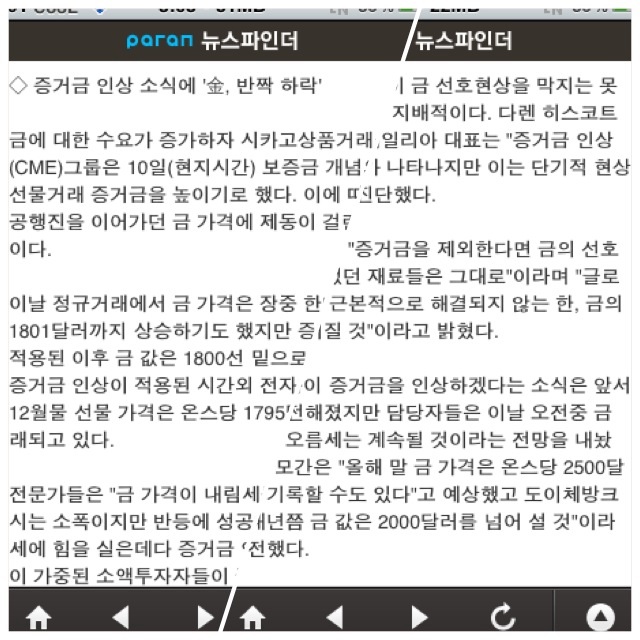 paran 뉴스파인더
◇ 증거금 인상 소식에 '金, 반짝 하락'
금에 대한 수요가 증가하자 시카고상품거래
(CME)그룹은 10일(현지시간) 보증금 개념
선물거래 증거금을 높이기로 했다. 이에
공행진을 이어가던 금 가격에 제동이
이다.
이날 정규거래에서 금 가격은 장중 한
1801달러까지 상승하기도 했지만
적용된 이후 금 값은 1800선 밑으로
증거금 인상이 적용된 시간외 전자
12월물 선물 가격은 온스당 1795
래되고 있다.
전문가들은 "금 가격이 내림세
시는 소폭이지만 반등에 성공
세에 힘을 실은데다 증거금
이 가중된 소액투자자들이
뉴스파인더
금 선호현상을 막지는 못
지배적이다. 다렌 히스코트
일리아 대표는 "증거금 인상
나타나지만 이는 단기적 현상
진단했다.
"증거금을 제외한다면 금의 선호
던 재료들은 그대로"이라며 "글로
근본적으로 해결되지 않는 한, 금의
질 것"이라고 밝혔다.
이 증거금을 인상하겠다는 소식은 앞서
전해졌지만 담당자들은 이날 오전중 금
오름세는 계속될 것이라는 전망을 내놨
모간은 "올해 말 금 가격은 온스당 2500달
기록할 수도 있다"고 예상했고 도이체방크
년쯤 금 값은 2000달러를 넘어 설 것"이라
전했다.